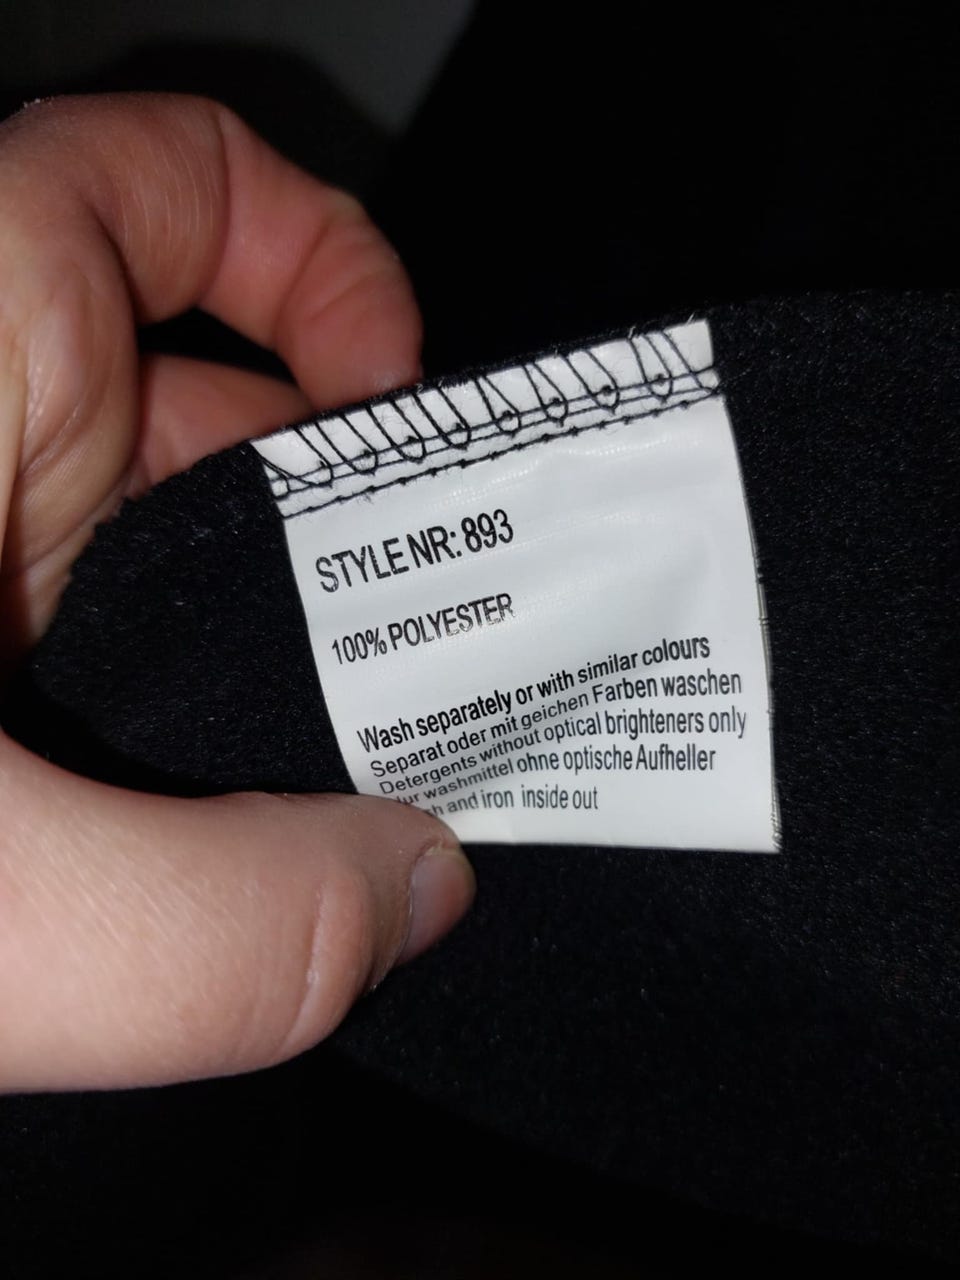 STYLE NR: 893
100% POLYESTER
Wash separately or with similar colours
Separat oder mit geichen Farben waschen
Detergents without optical brighteners only
washmittel ohne optische Aufheller
and iron inside out